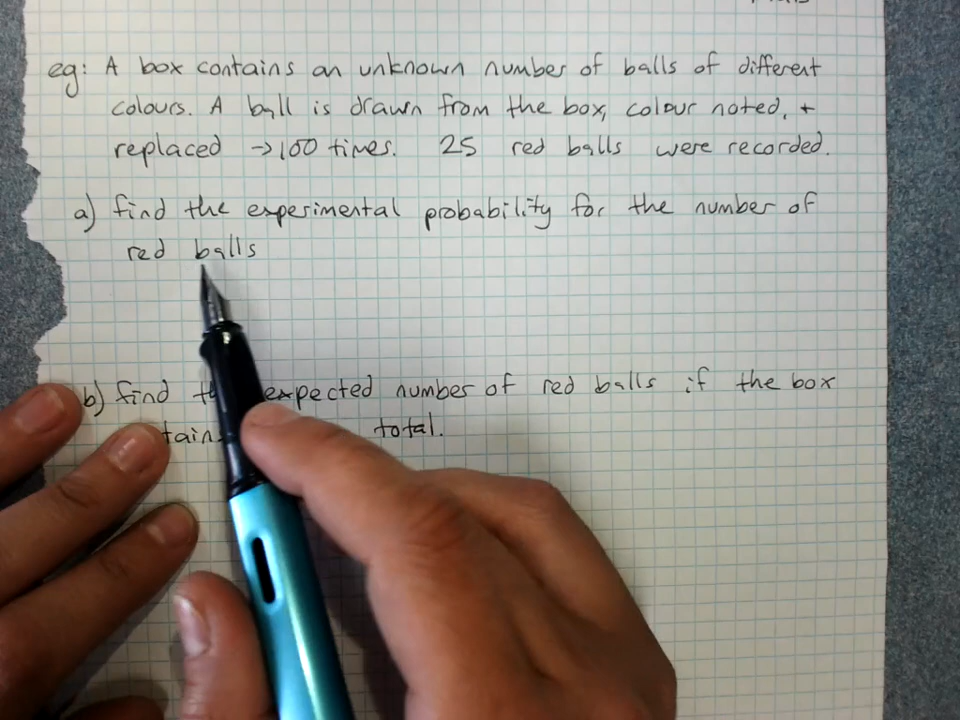 eg: A box contains an unknown number of balls of different
colours. A ball is drawn from the box, colour noted, +
replaced → 100 times. 25 red balls were recorded.
a) find the experimental probability for the number of
red balls
b) find expected number of red balls if the box
total.